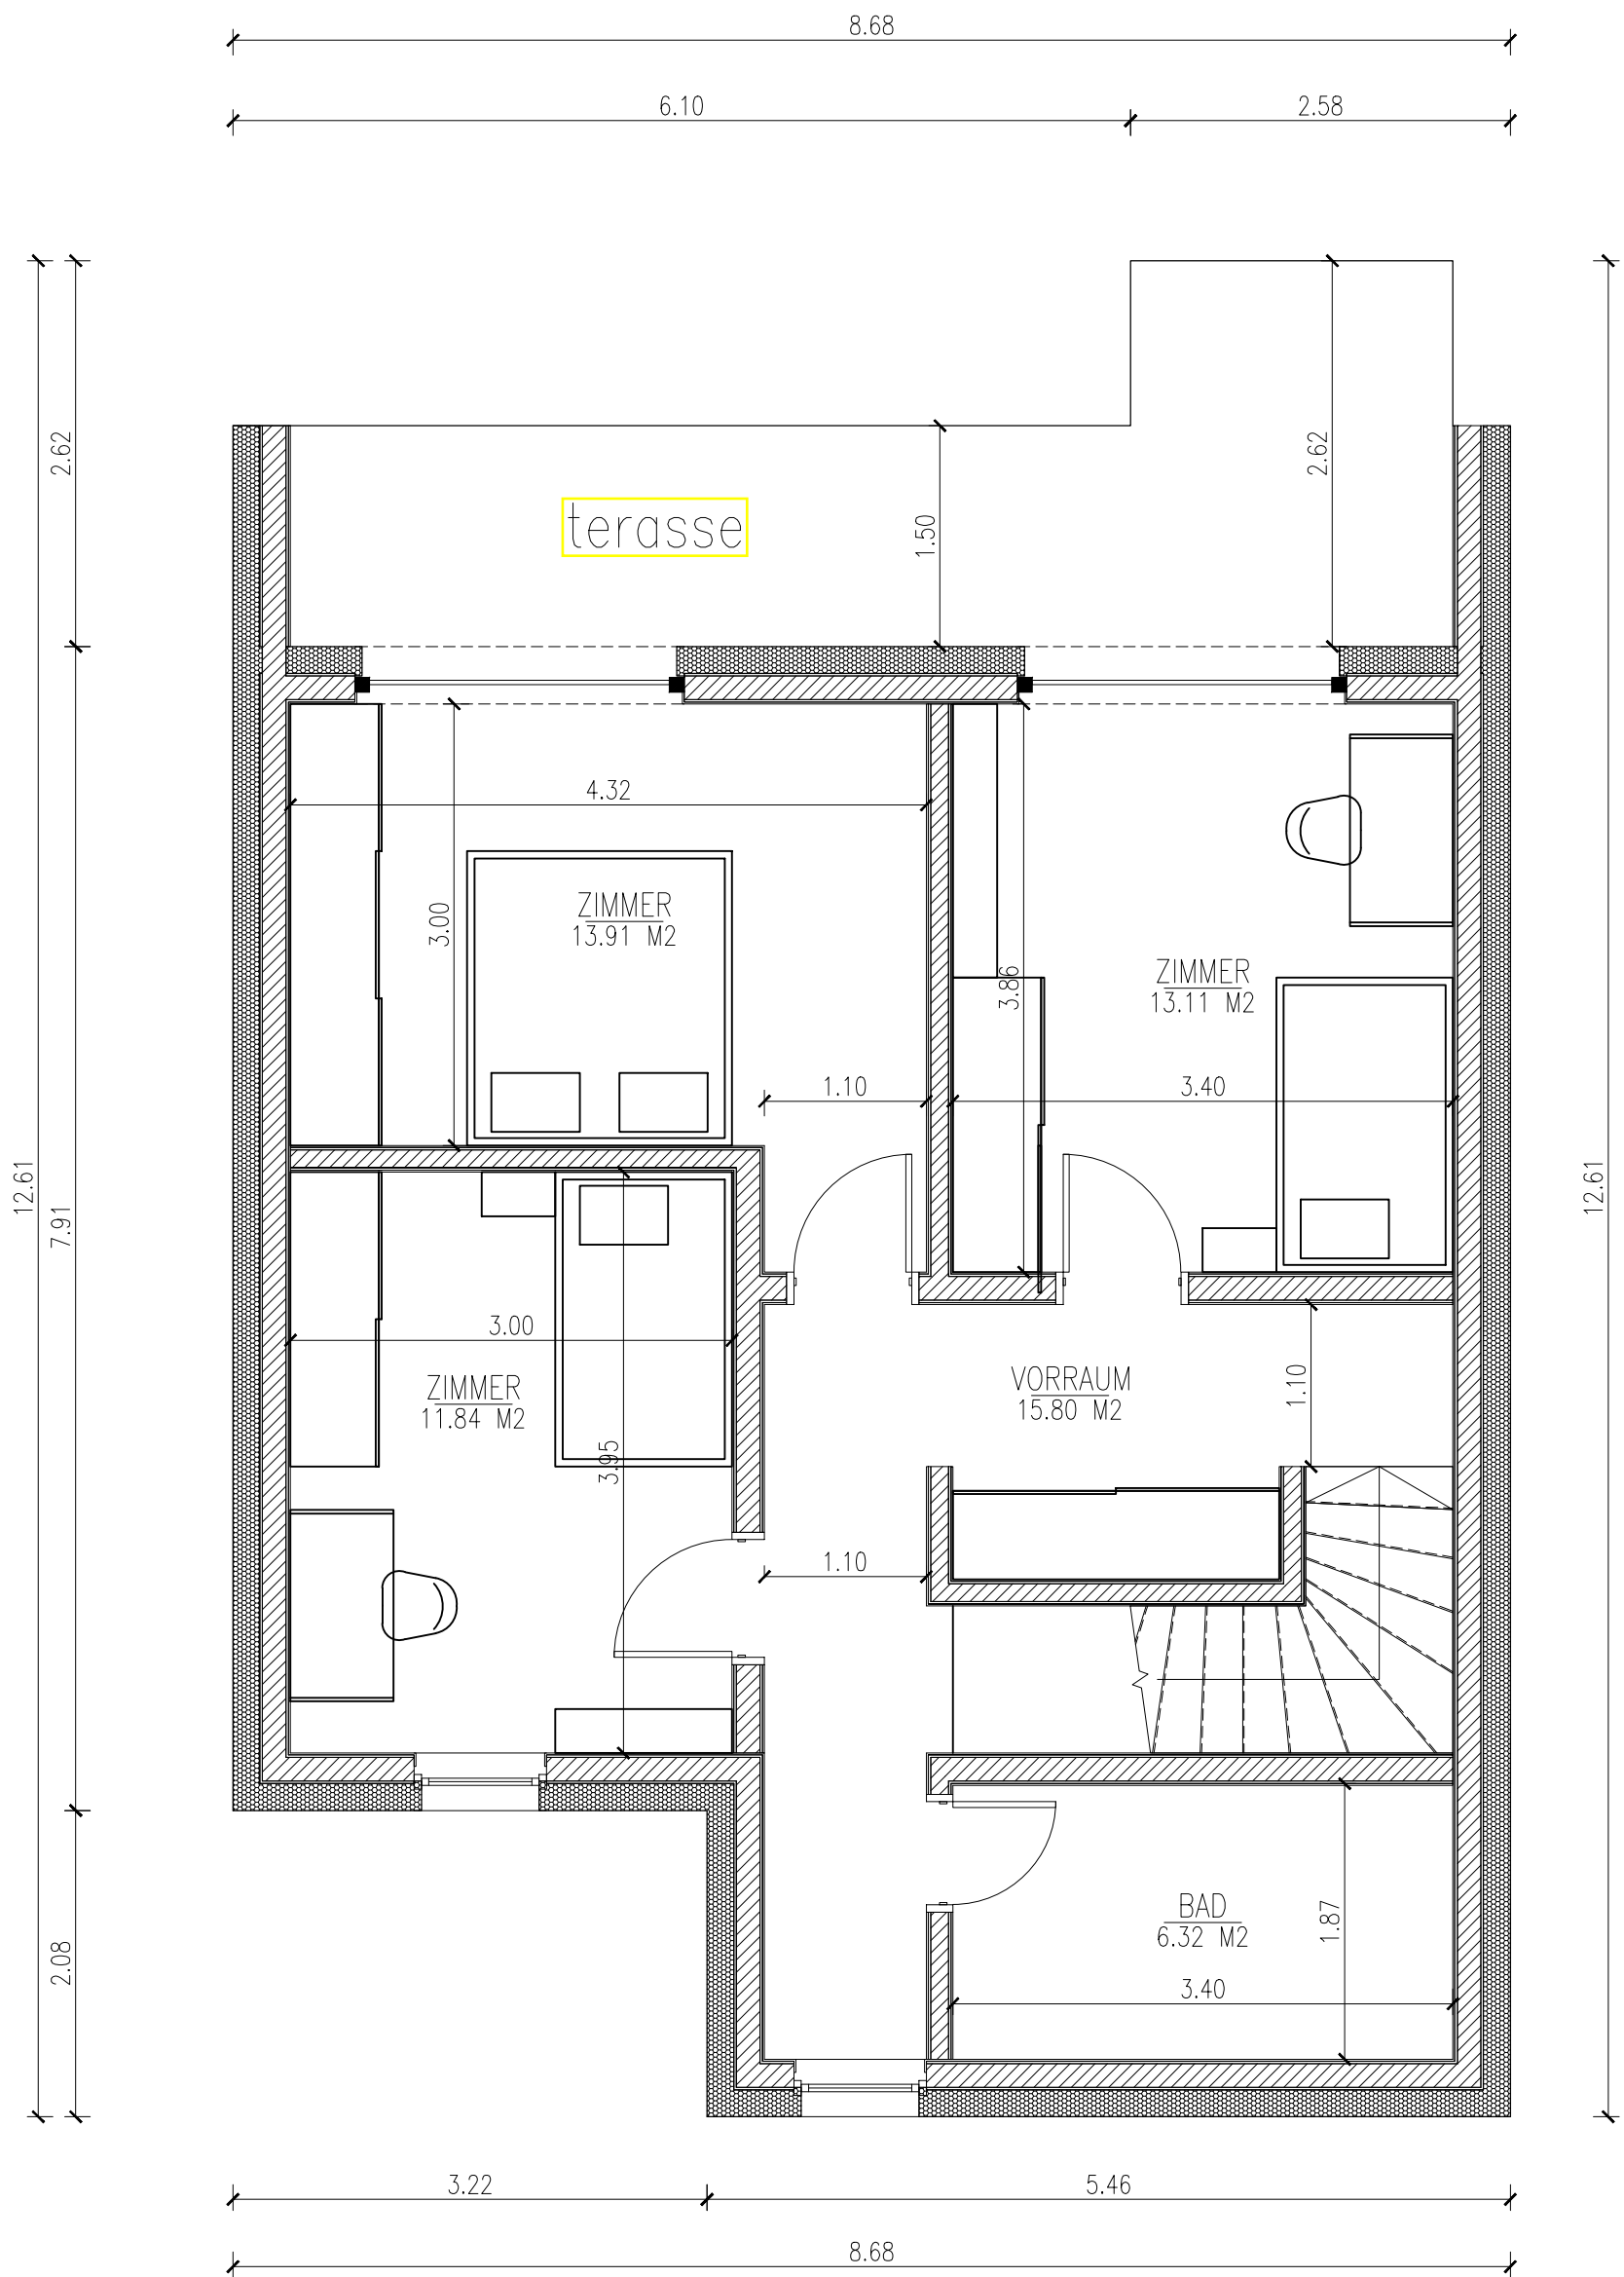 8.68
6.10
2.58
2.62
2.62
1.50
terasse
4.32
ZIMMER
13.91 M2
3.00
ZIMMER
13.11 M2
3.86
1.10
3.40
12.61
7.91
12.61
3.00
ZIMMER
11.84 M2
3.95
VORRAUM
15.80 M2
1.10
1.10
BAD
6.32 M2
1.87
3.40
2.08
3.22
5.46
8.68